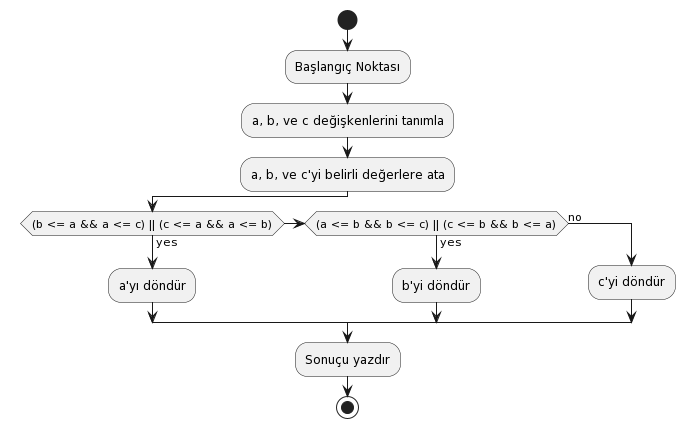 Başlangıç Noktası
a, b, ve c değişkenlerini tanımla
a, b, ve c'yi belirli değerlere ata
(b <= a && a <= c) || (c <= a && a <= b)
(a <= b && b <= c) || (c <= b && b <= a)
no
yes
yes
a'yı döndür
b'yi döndür
c'yi döndür
Sonuçu yazdır